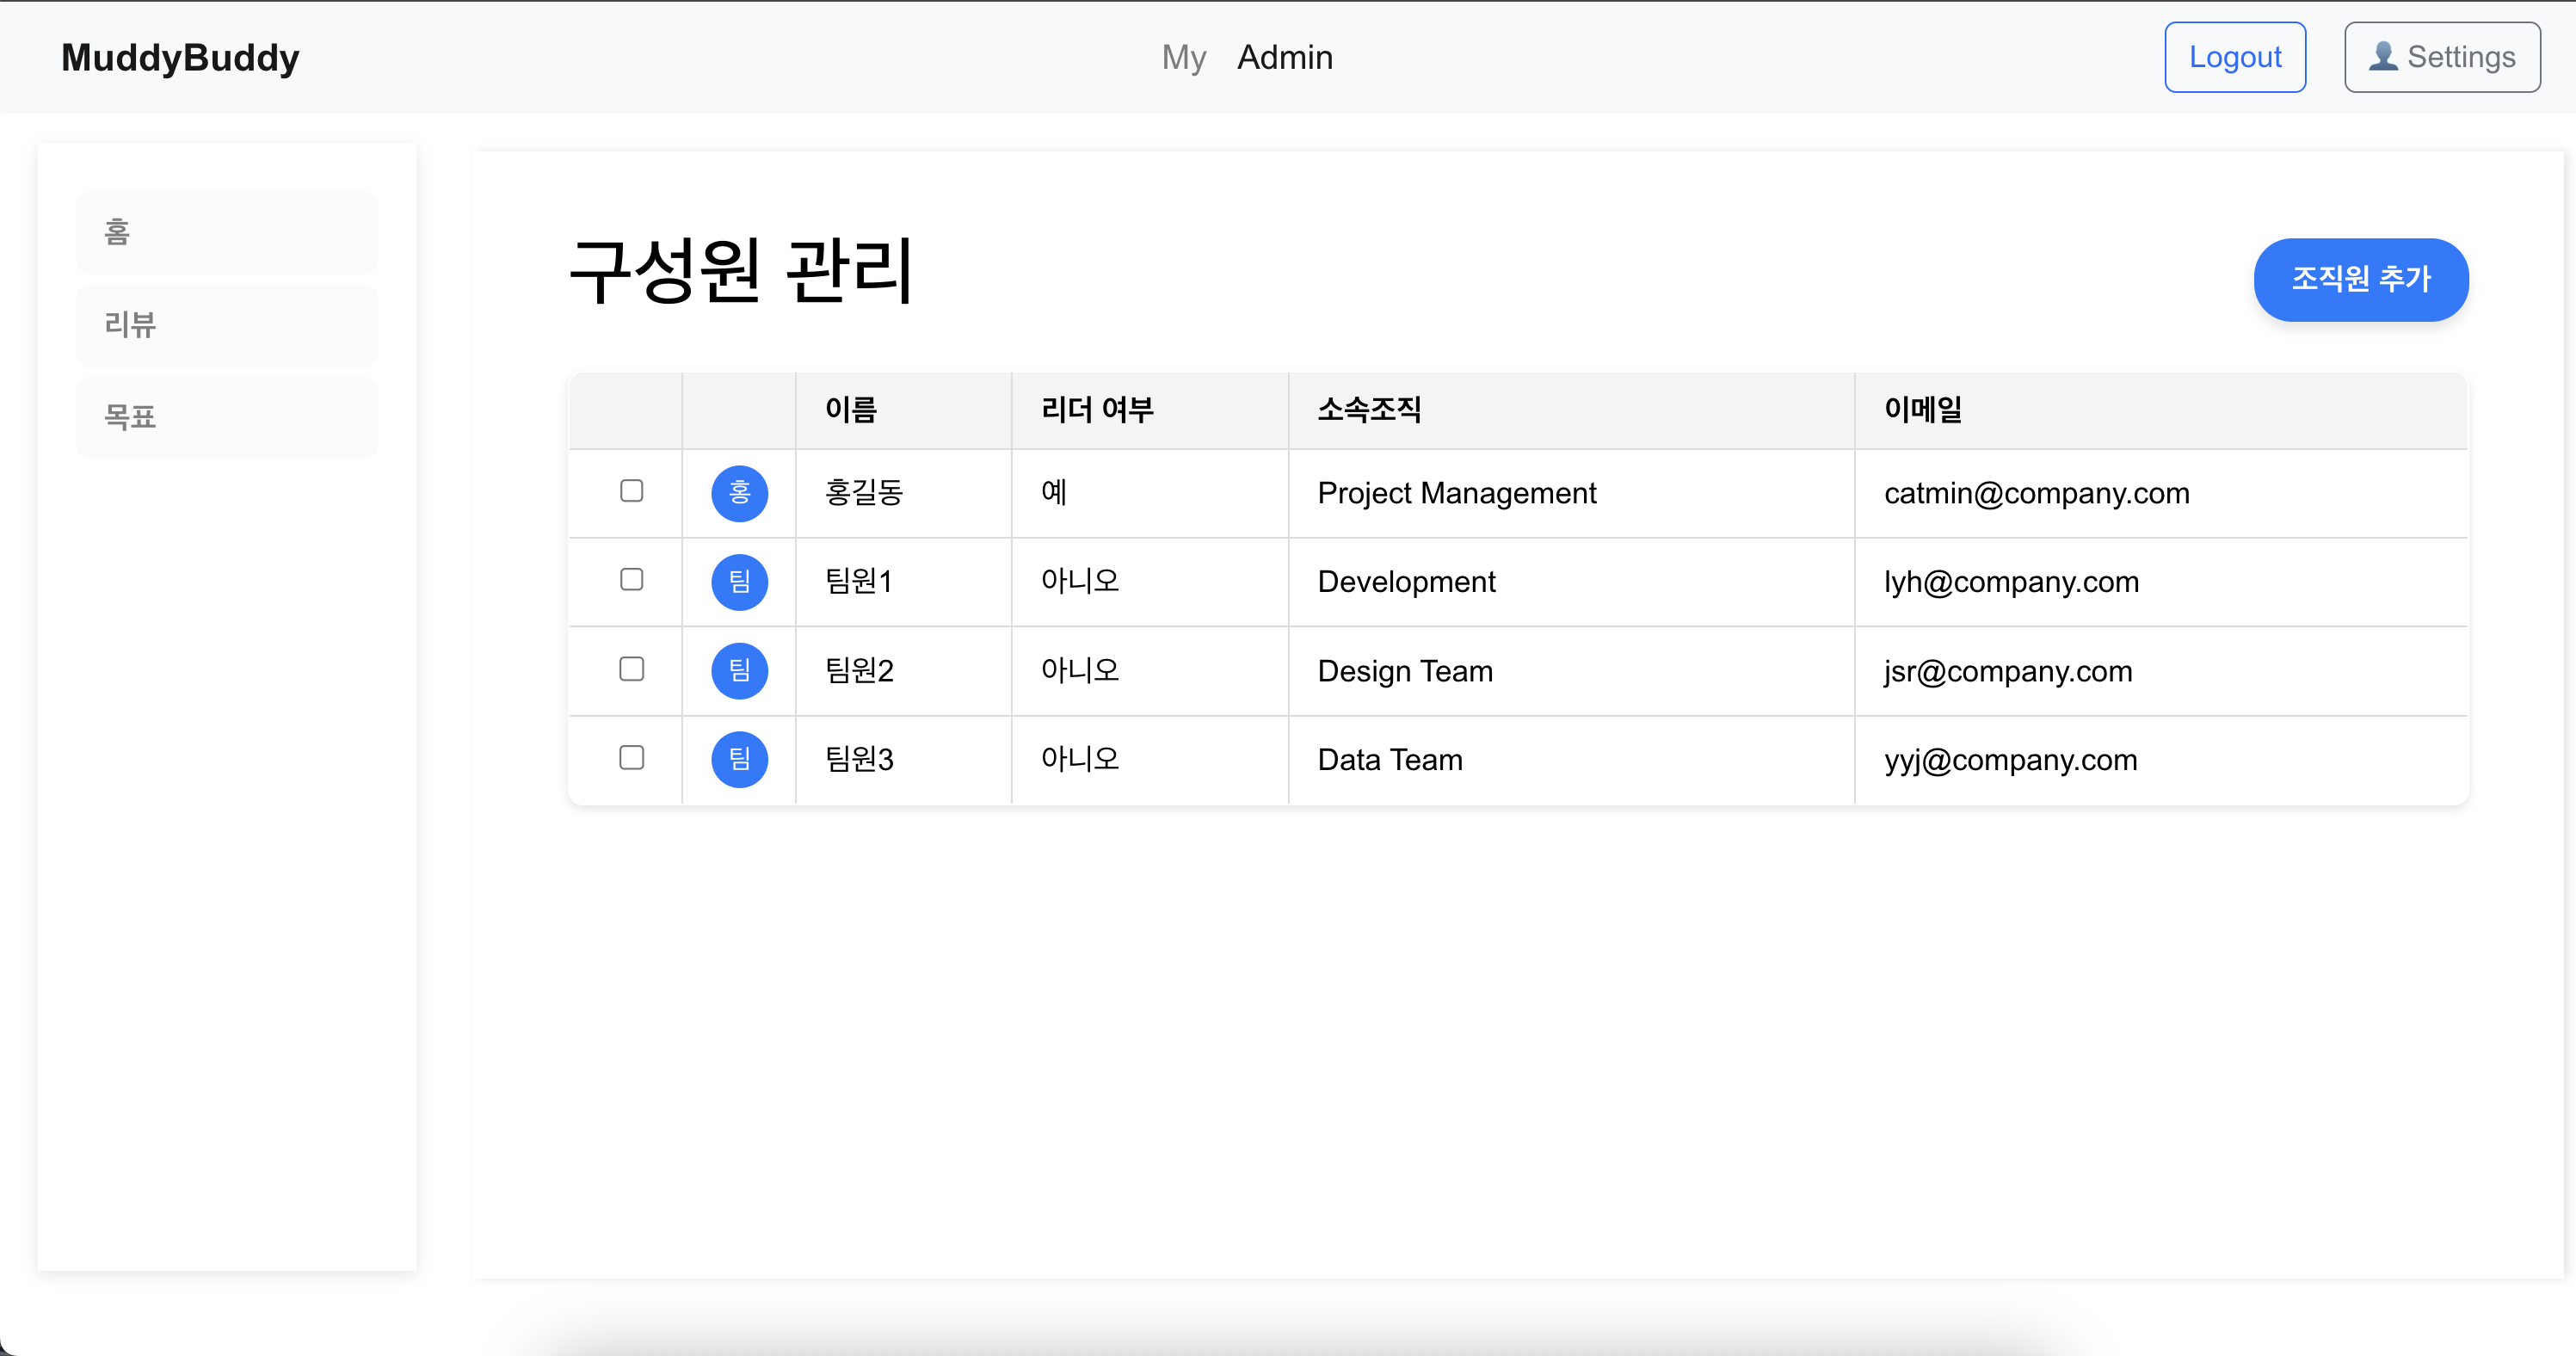 MuddyBuddy My Admin Logout Settings
홈
리뷰
목표
구성원 관리 조직원 추가
이름 리더 여부 소속조직 이메일
홍 홍길동 예 Project Management catmin@company.com
팀 팀원1 아니오 Development lyh@company.com
팀 팀원2 아니오 Design Team jsr@company.com
팀 팀원3 아니오 Data Team yyj@company.com